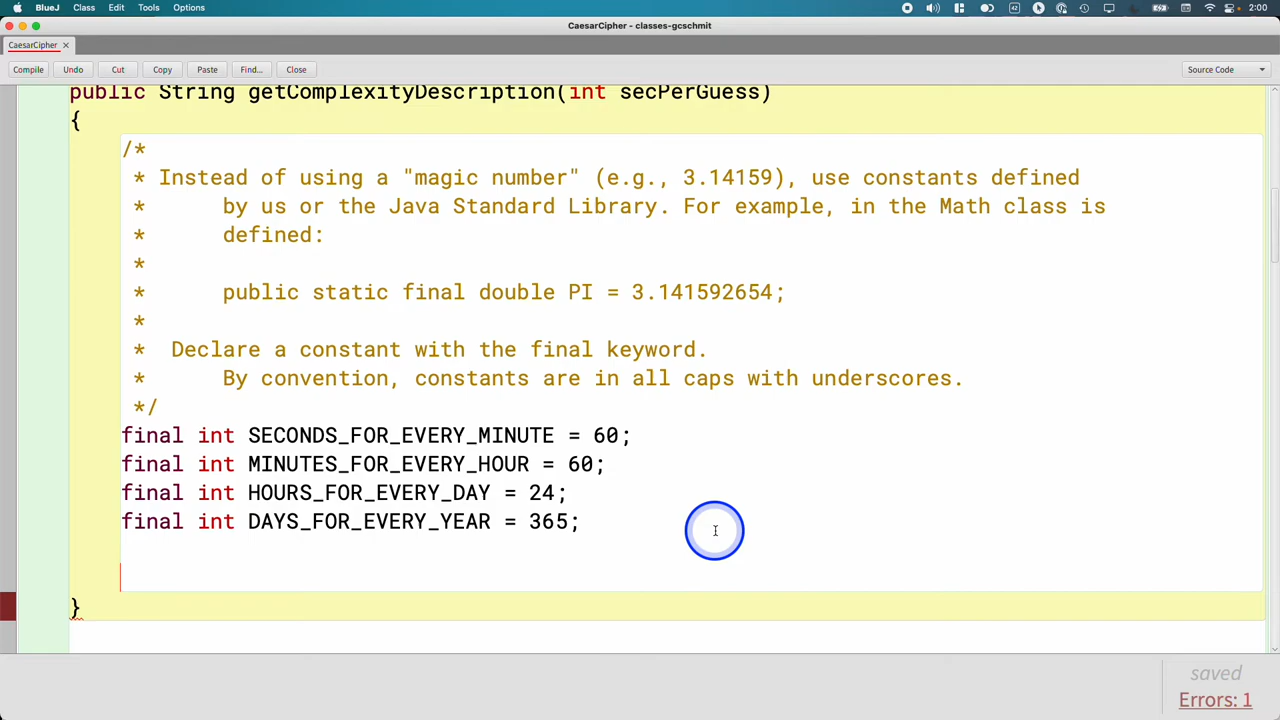 BlueJ Class Edit Tools Options 2:00
CaesarCipher - classes-gcschmit
CaesarCipher ×
Compile Undo Cut Copy Paste Find... Close Source Code
public String getComplexityDescription(int secPerGuess)
{
/*
* Instead of using a "magic number" (e.g., 3.14159), use constants defined
* by us or the Java Standard Library. For example, in the Math class is
* defined:
*
* public static final double PI = 3.141592654;
*
* Declare a constant with the final keyword.
* By convention, constants are in all caps with underscores.
*/
final int SECONDS_FOR_EVERY_MINUTE = 60;
final int MINUTES_FOR_EVERY_HOUR = 60;
final int HOURS_FOR_EVERY_DAY = 24;
final int DAYS_FOR_EVERY_YEAR = 365;
}
saved
Errors: 1